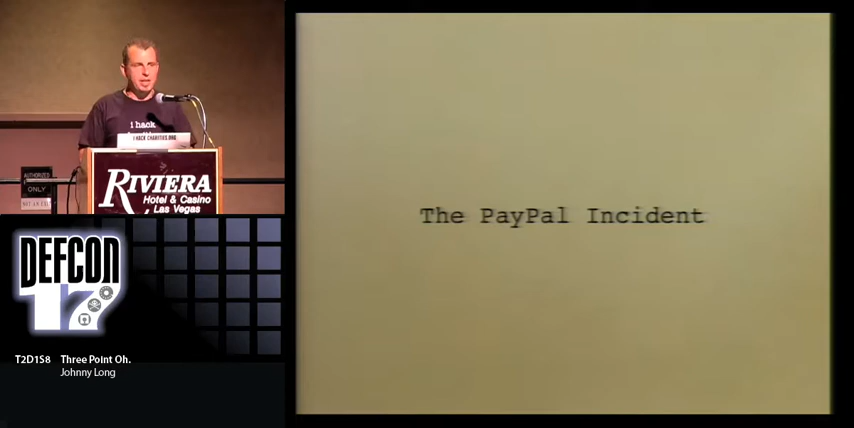 i hack
I HACK CHARITIES.ORG
RIVIERA
Hotel & Casino
Las Vegas
AUTHORIZED
ONLY
DEFCON
17
T2D1S8 Three Point Oh.
Johnny Long
The PayPal Incident